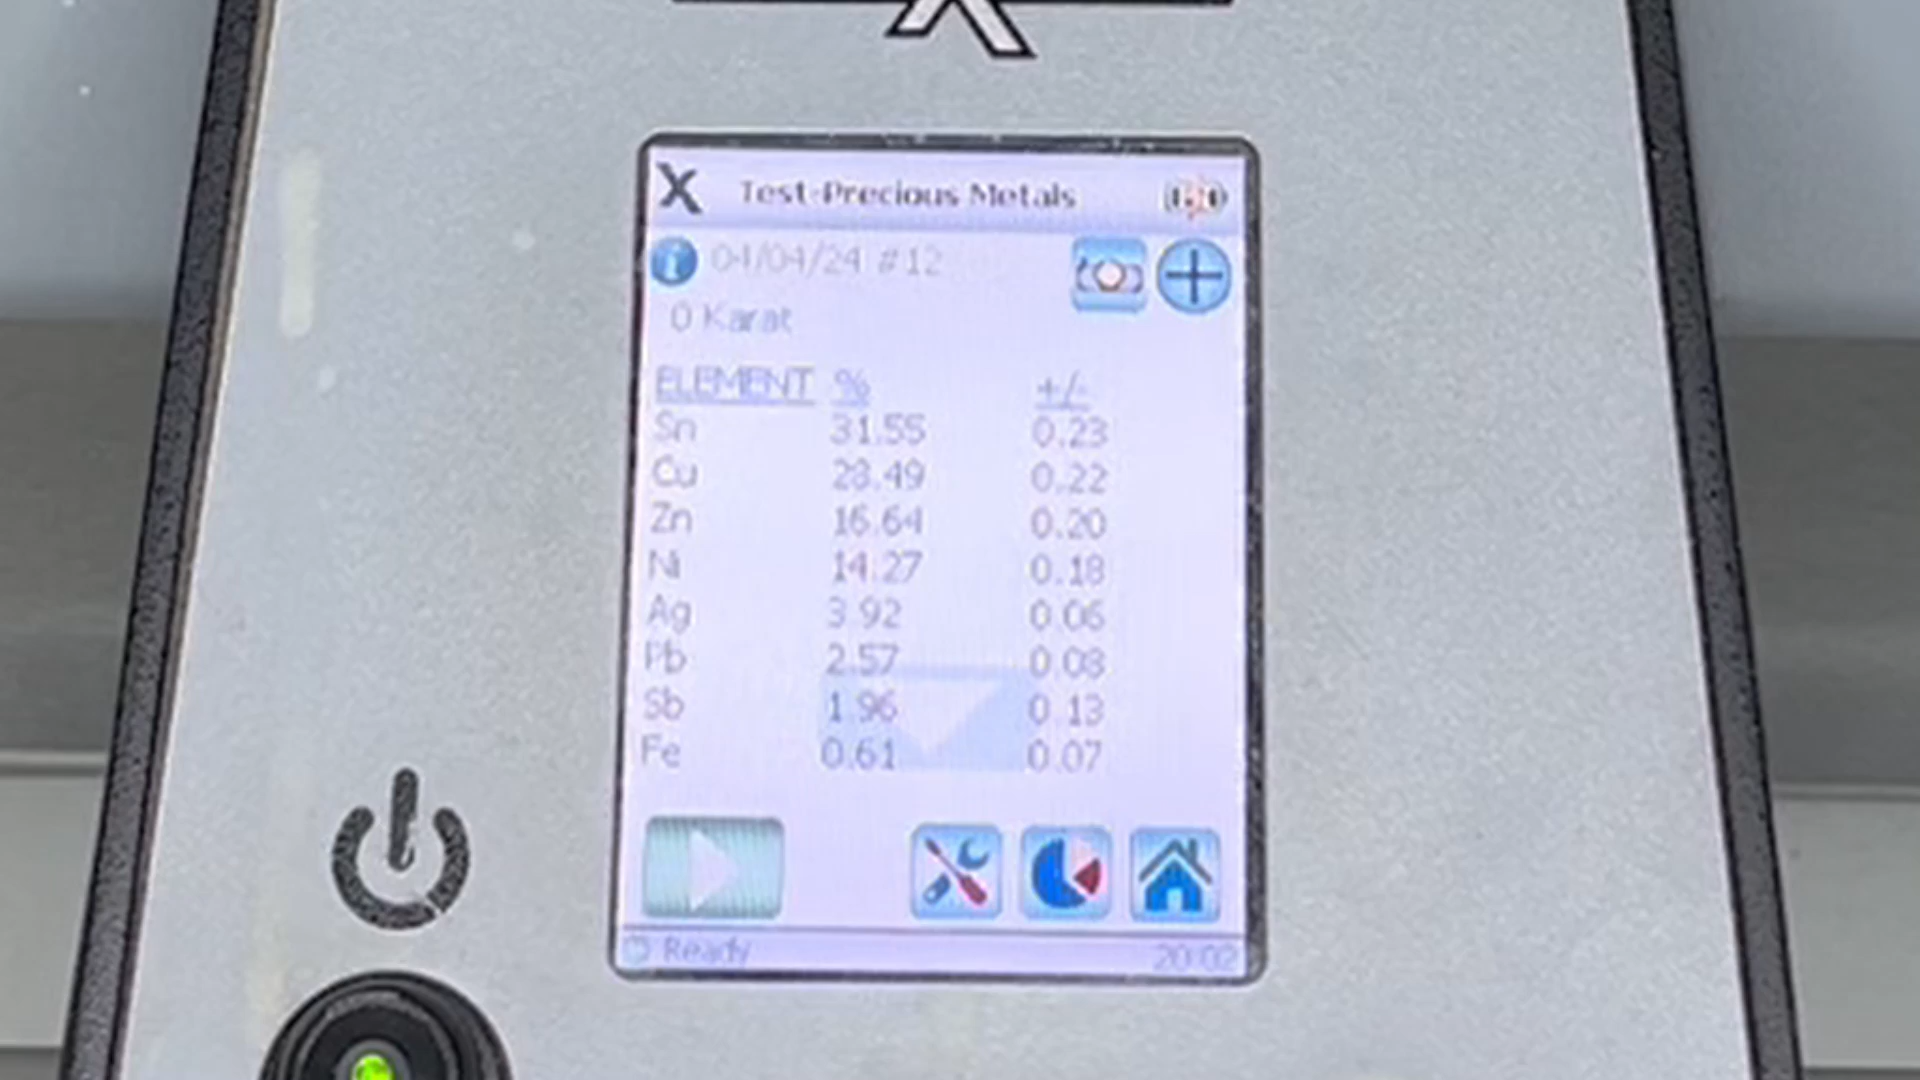 X Test-Precious Metals
04/04/24 #12
0 Karat
ELEMENT % +/-
Sn 31.55 0.23
Cu 28.49 0.22
Zn 16.64 0.20
Ni 14.27 0.18
Ag 3.92 0.06
Pb 2.57 0.08
Sb 1.96 0.13
Fe 0.61 0.07
Ready 20:02